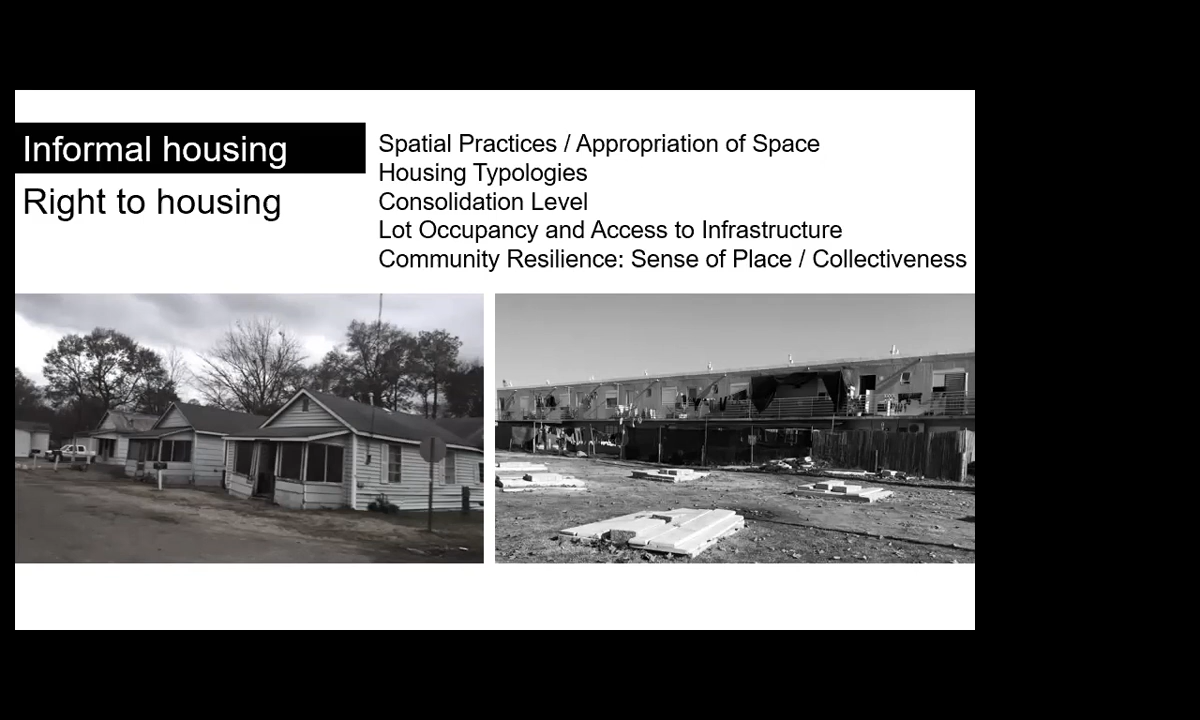 Informal housing
Right to housing
Spatial Practices / Appropriation of Space
Housing Typologies
Consolidation Level
Lot Occupancy and Access to Infrastructure
Community Resilience: Sense of Place / Collectiveness